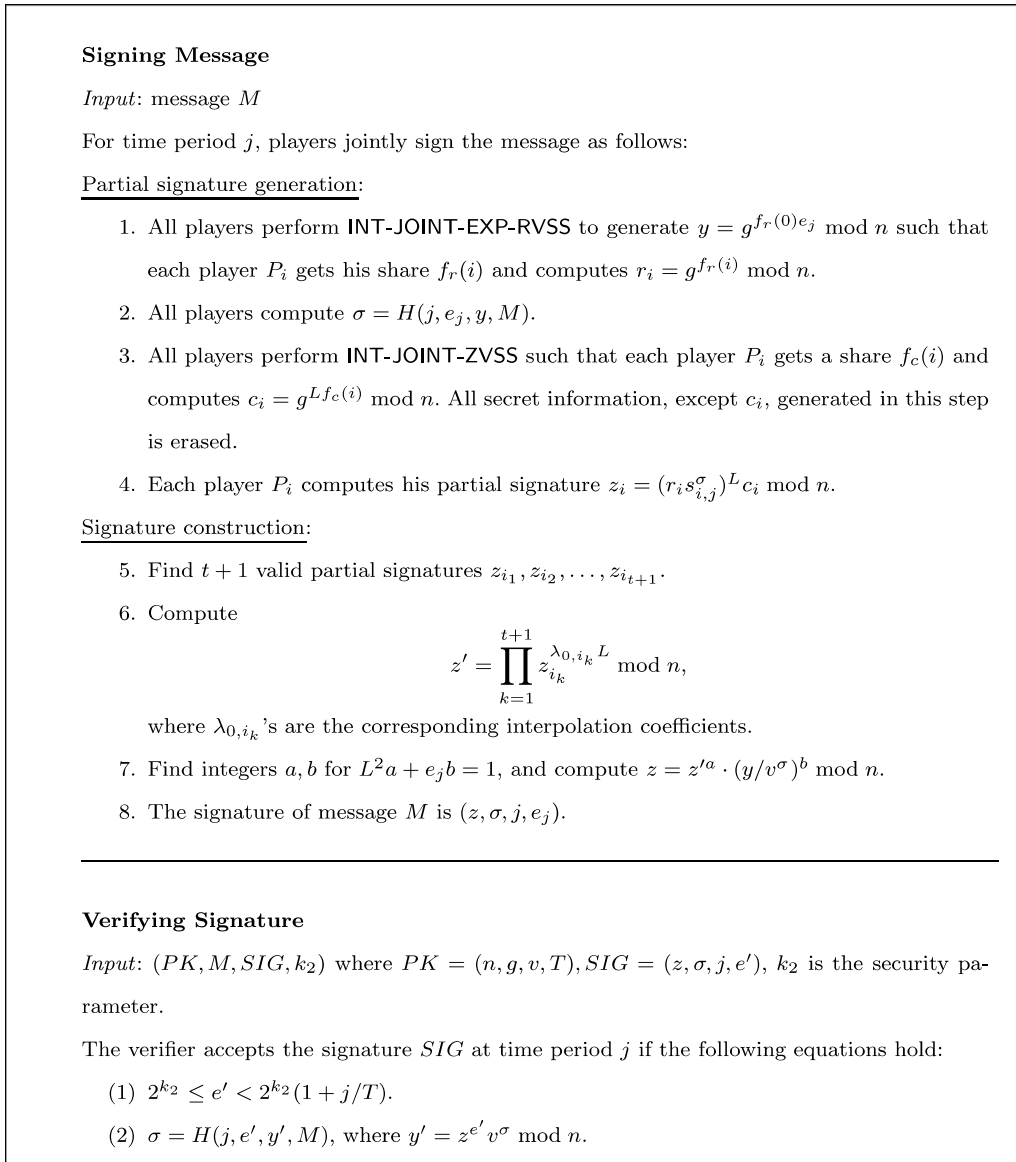 Signing Message
Input: message M
For time period j, players jointly sign the message as follows:
Partial signature generation:
1. All players perform INT-JOINT-EXP-RVSS to generate y = g^{f_r(0)e_j} mod n such that
each player P_i gets his share f_r(i) and computes r_i = g^{f_r(i)} mod n.
2. All players compute σ = H(j, e_j, y, M).
3. All players perform INT-JOINT-ZVSS such that each player P_i gets a share f_c(i) and
computes c_i = g^{Lf_c(i)} mod n. All secret information, except c_i, generated in this step
is erased.
4. Each player P_i computes his partial signature z_i = (r_i s_{i,j}^σ)^L c_i mod n.
Signature construction:
5. Find t + 1 valid partial signatures z_{i_1}, z_{i_2}, . . . , z_{i_{t+1}}.
6. Compute
z′ = ∏_{k=1}^{t+1} z_{i_k}^{λ_{0,i_k} L} mod n,
where λ_{0,i_k}'s are the corresponding interpolation coefficients.
7. Find integers a, b for L^2 a + e_j b = 1, and compute z = z′^a · (y/v^σ)^b mod n.
8. The signature of message M is (z, σ, j, e_j).
Verifying Signature
Input: (PK, M, SIG, k_2) where PK = (n, g, v, T), SIG = (z, σ, j, e′), k_2 is the security pa-
rameter.
The verifier accepts the signature SIG at time period j if the following equations hold:
(1) 2^{k_2} ≤ e′ < 2^{k_2}(1 + j/T).
(2) σ = H(j, e′, y′, M), where y′ = z^{e′} v^σ mod n.